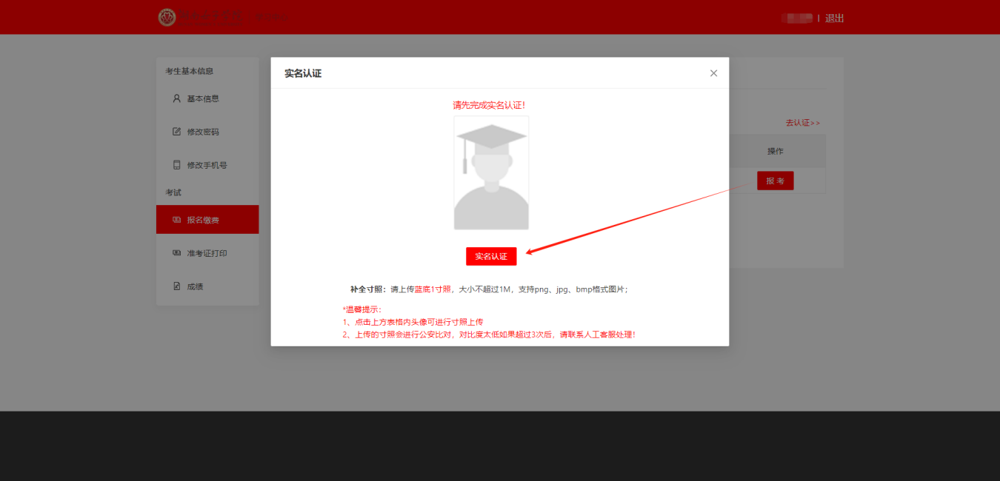 退出
考生基本信息
基本信息
修改密码
修改手机号
考试
报名缴费
准考证打印
成绩
实名认证
请先完成实名认证！
实名认证
补全寸照：请上传蓝底1寸照，大小不超过1M，支持png、jpg、bmp格式图片；
*温馨提示：
1、点击上方表格内头像可进行寸照上传
2、上传的寸照会进行公安比对，对比度太低如果超过3次后，请联系人工客服处理！
去认证>>
操作
报 考